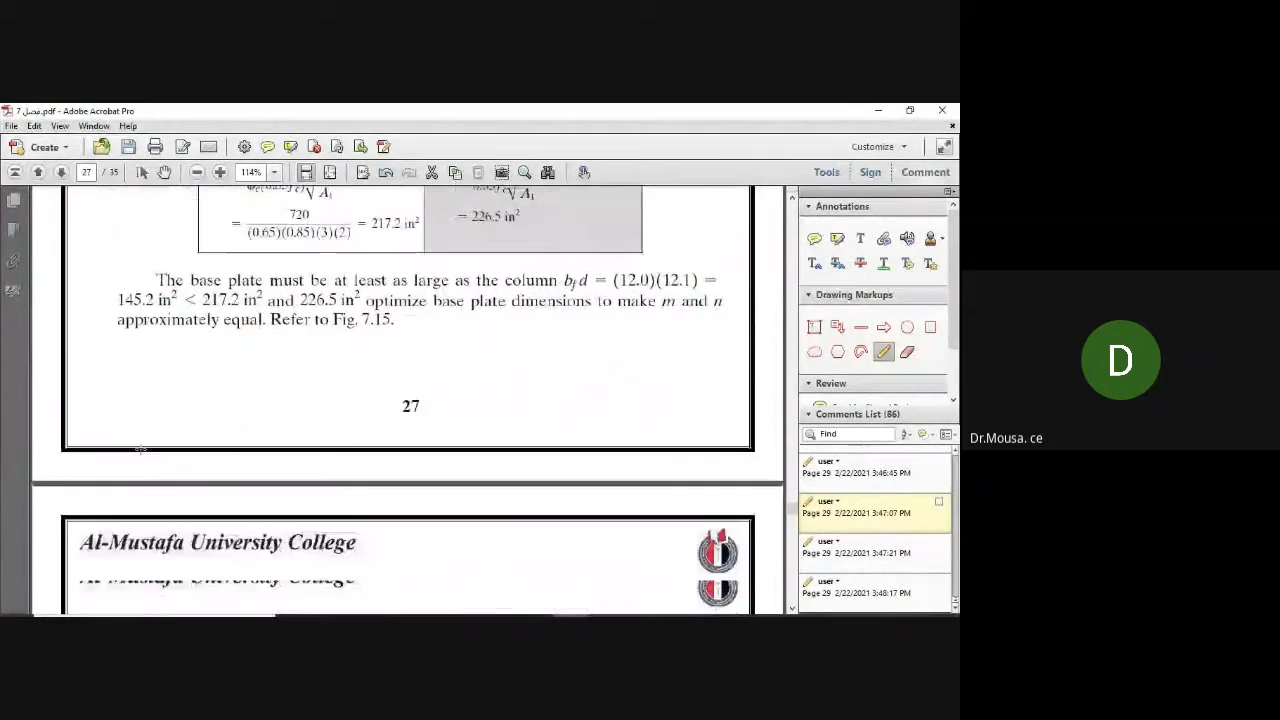 فصل 7.pdf - Adobe Acrobat Pro
File Edit View Window Help
Create Customize
27 / 35 114% Tools Sign Comment
A₁
= 720 / (0.65)(0.85)(3)(2) = 217.2 in²
A₁
= 226.5 in²
The base plate must be at least as large as the column b_f d = (12.0)(12.1) =
145.2 in² < 217.2 in² and 226.5 in² optimize base plate dimensions to make m and n
approximately equal. Refer to Fig. 7.15.
27
Al-Mustafa University College
Annotations
Drawing Markups
Review
Comments List (86)
Find
user
Page 29 2/22/2021 3:46:45 PM
user
Page 29 2/22/2021 3:47:07 PM
user
Page 29 2/22/2021 3:47:21 PM
user
Page 29 2/22/2021 3:48:17 PM
D
Dr.Mousa. ce